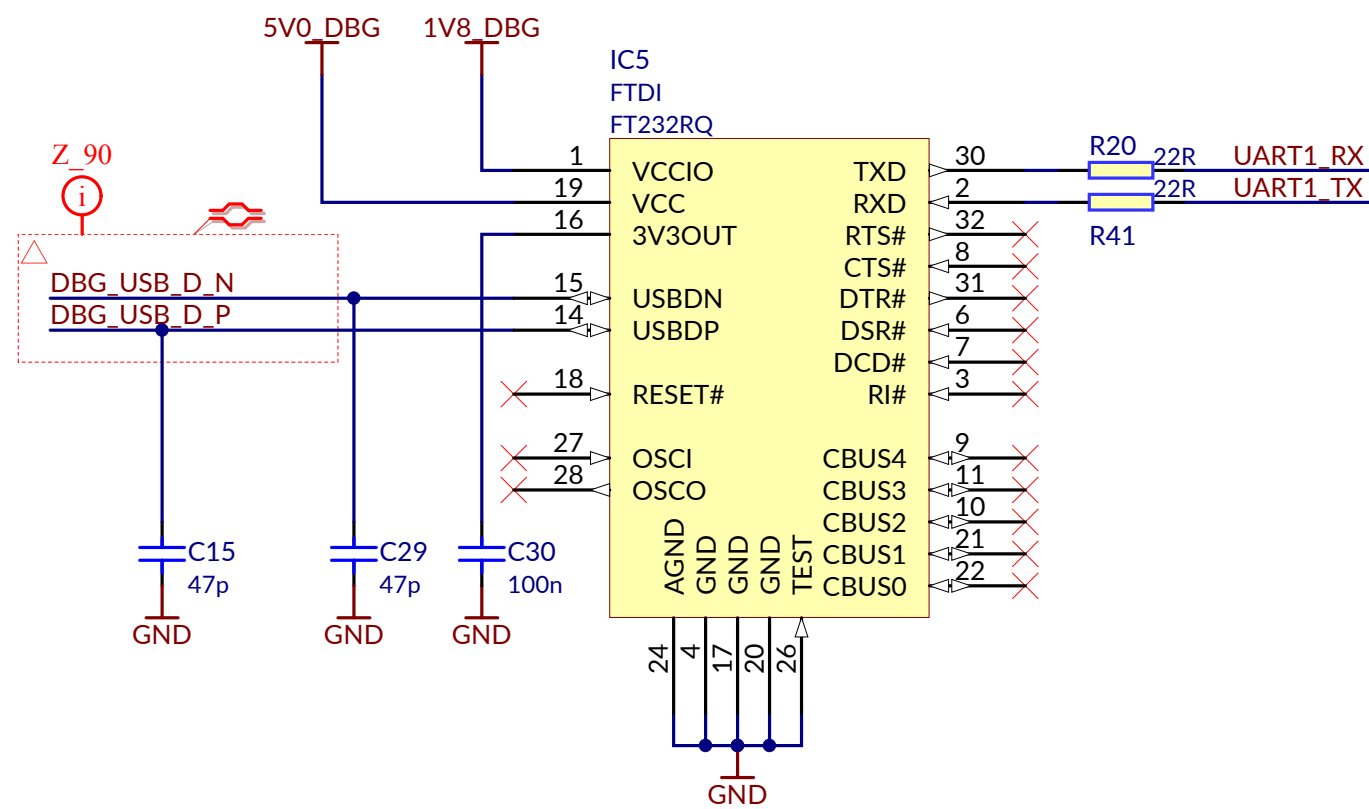 5V0_DBG
1V8_DBG
IC5
FTDI
FT232RQ
Z_90
i
DBG_USB_D_N
DBG_USB_D_P
1 VCCIO
19 VCC
16 3V3OUT
15 USBDN
14 USBDP
18 RESET#
27 OSCI
28 OSCO
TXD 30
RXD 2
RTS# 32
CTS# 8
DTR# 31
DSR# 6
DCD# 7
RI# 3
CBUS4 9
CBUS3 11
CBUS2 10
CBUS1 21
CBUS0 22
R20 22R UART1_RX
22R UART1_TX
R41
AGND 24
GND 4
GND 17
GND 20
TEST 26
C15
47p
GND
C29
47p
GND
C30
100n
GND
GND